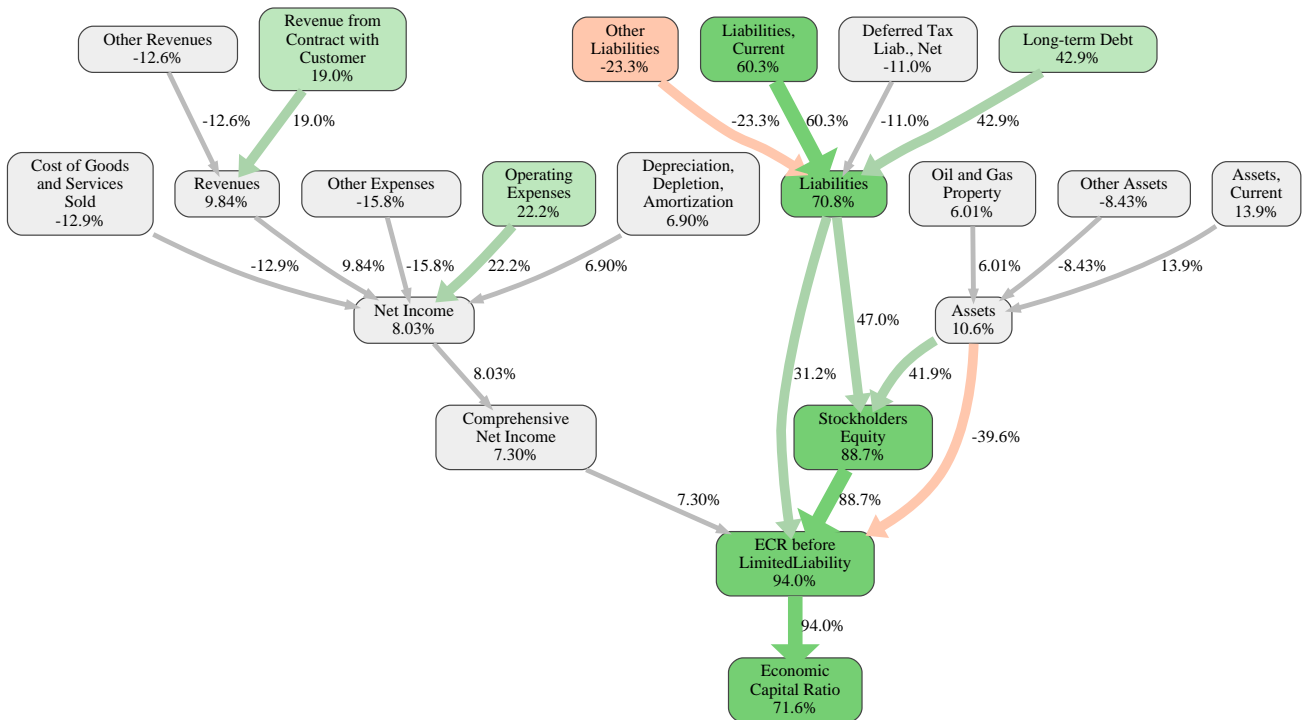 Other Revenues
-12.6%
Revenue from
Contract with
Customer
19.0%
Other
Liabilities
-23.3%
Liabilities,
Current
60.3%
Deferred Tax
Liab., Net
-11.0%
Long-term Debt
42.9%
-12.6%
19.0%
-23.3%
60.3%
-11.0%
42.9%
Cost of Goods
and Services
Sold
-12.9%
Revenues
9.84%
Other Expenses
-15.8%
Operating
Expenses
22.2%
Depreciation,
Depletion,
Amortization
6.90%
Liabilities
70.8%
Oil and Gas
Property
6.01%
Other Assets
-8.43%
Assets,
Current
13.9%
-12.9%
9.84%
-15.8%
22.2%
6.90%
6.01%
-8.43%
13.9%
Net Income
8.03%
47.0%
Assets
10.6%
8.03%
31.2%
41.9%
Comprehensive
Net Income
7.30%
Stockholders
Equity
88.7%
-39.6%
7.30%
88.7%
ECR before
LimitedLiability
94.0%
94.0%
Economic
Capital Ratio
71.6%